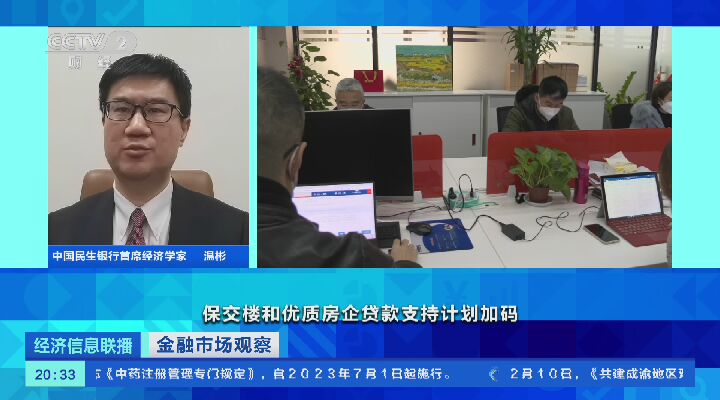 CCTV 2
财经
中国民生银行首席经济学家 温彬
保交楼和优质房企贷款支持计划加码
经济信息联播
金融市场观察
20:33
《中药注册管理专门规定》，自2023年7月1日起施行。
2月10日，《共建成渝地区